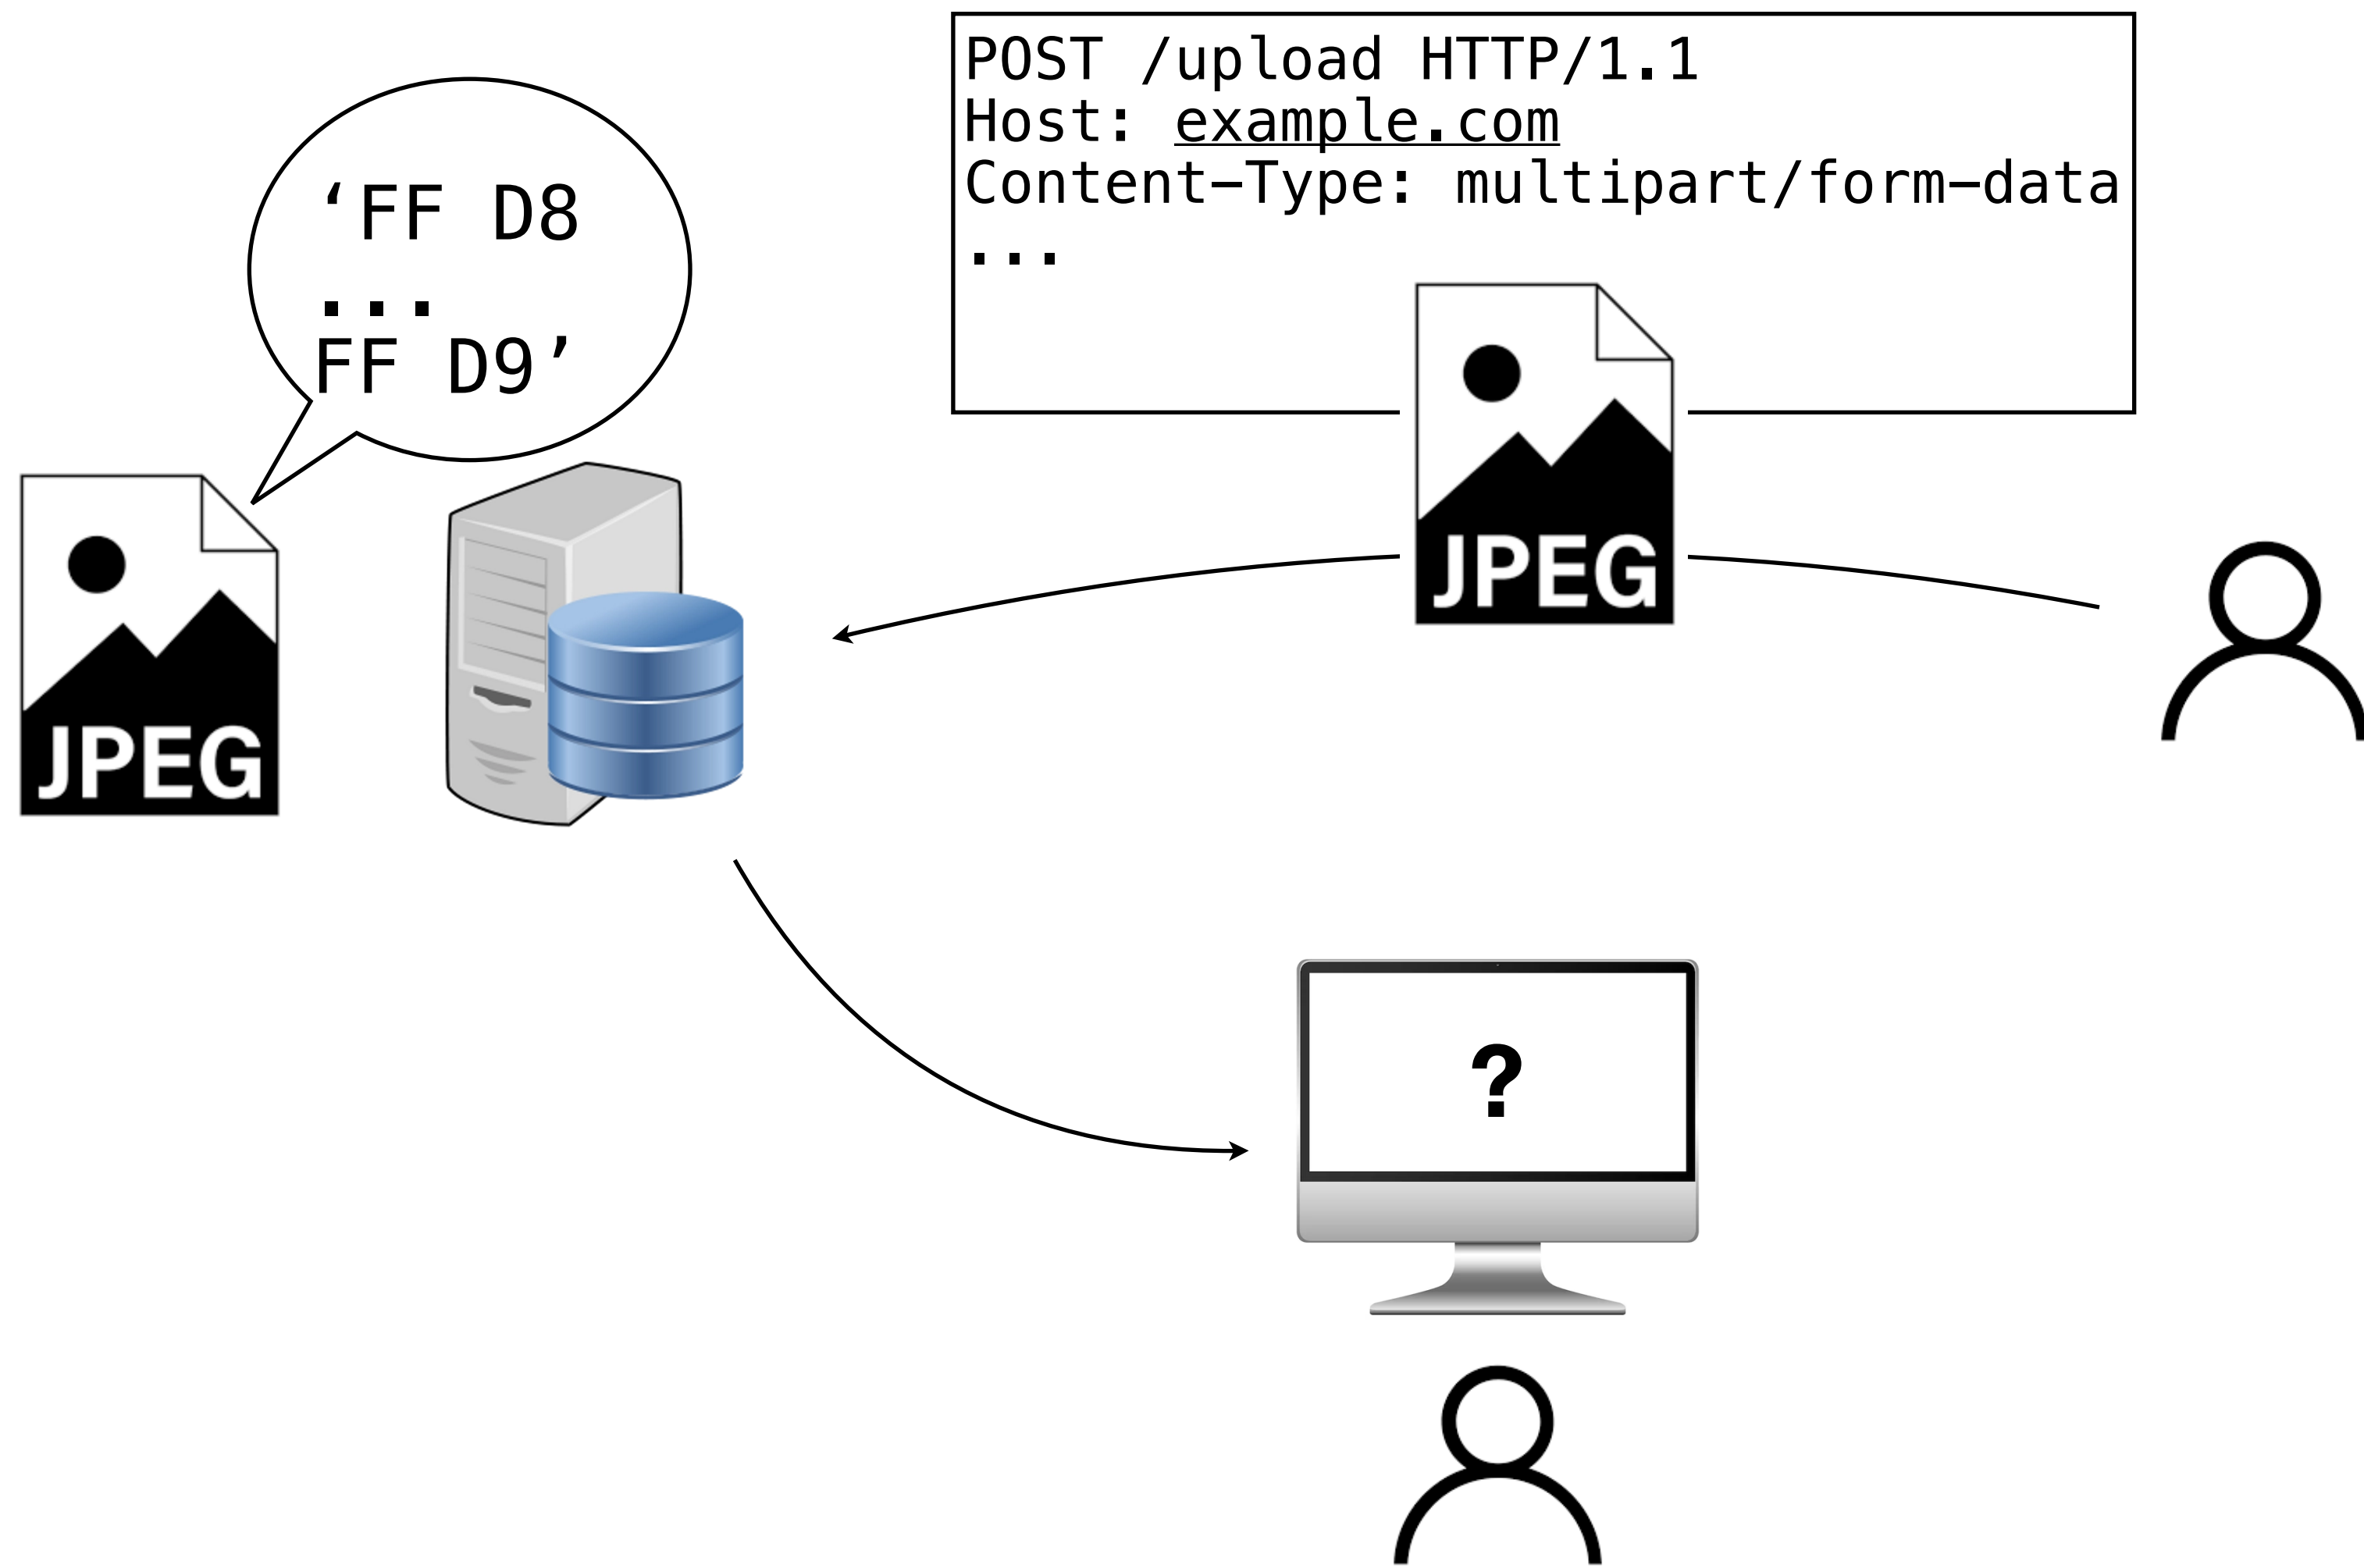 POST /upload HTTP/1.1
Host: example.com
Content-Type: multipart/form-data
...
‘FF D8
...
FF D9’
JPEG
JPEG
?